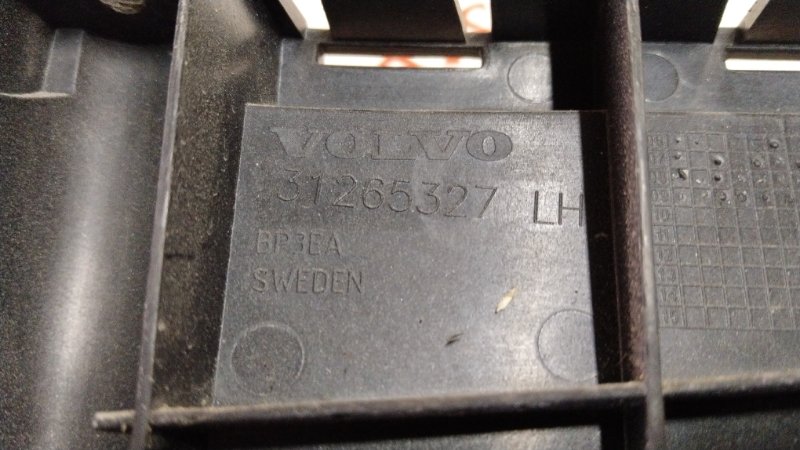 VOLVO
31265327 LH
BP3EA
SWEDEN